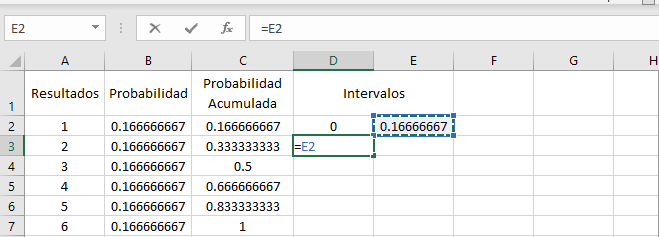 E2 fx =E2
A B C D E F G H
1 Resultados Probabilidad Probabilidad Acumulada Intervalos
2 1 0.166666667 0.166666667 0 0.16666667
3 2 0.166666667 0.333333333 =E2
4 3 0.166666667 0.5
5 4 0.166666667 0.666666667
6 5 0.166666667 0.833333333
7 6 0.166666667 1